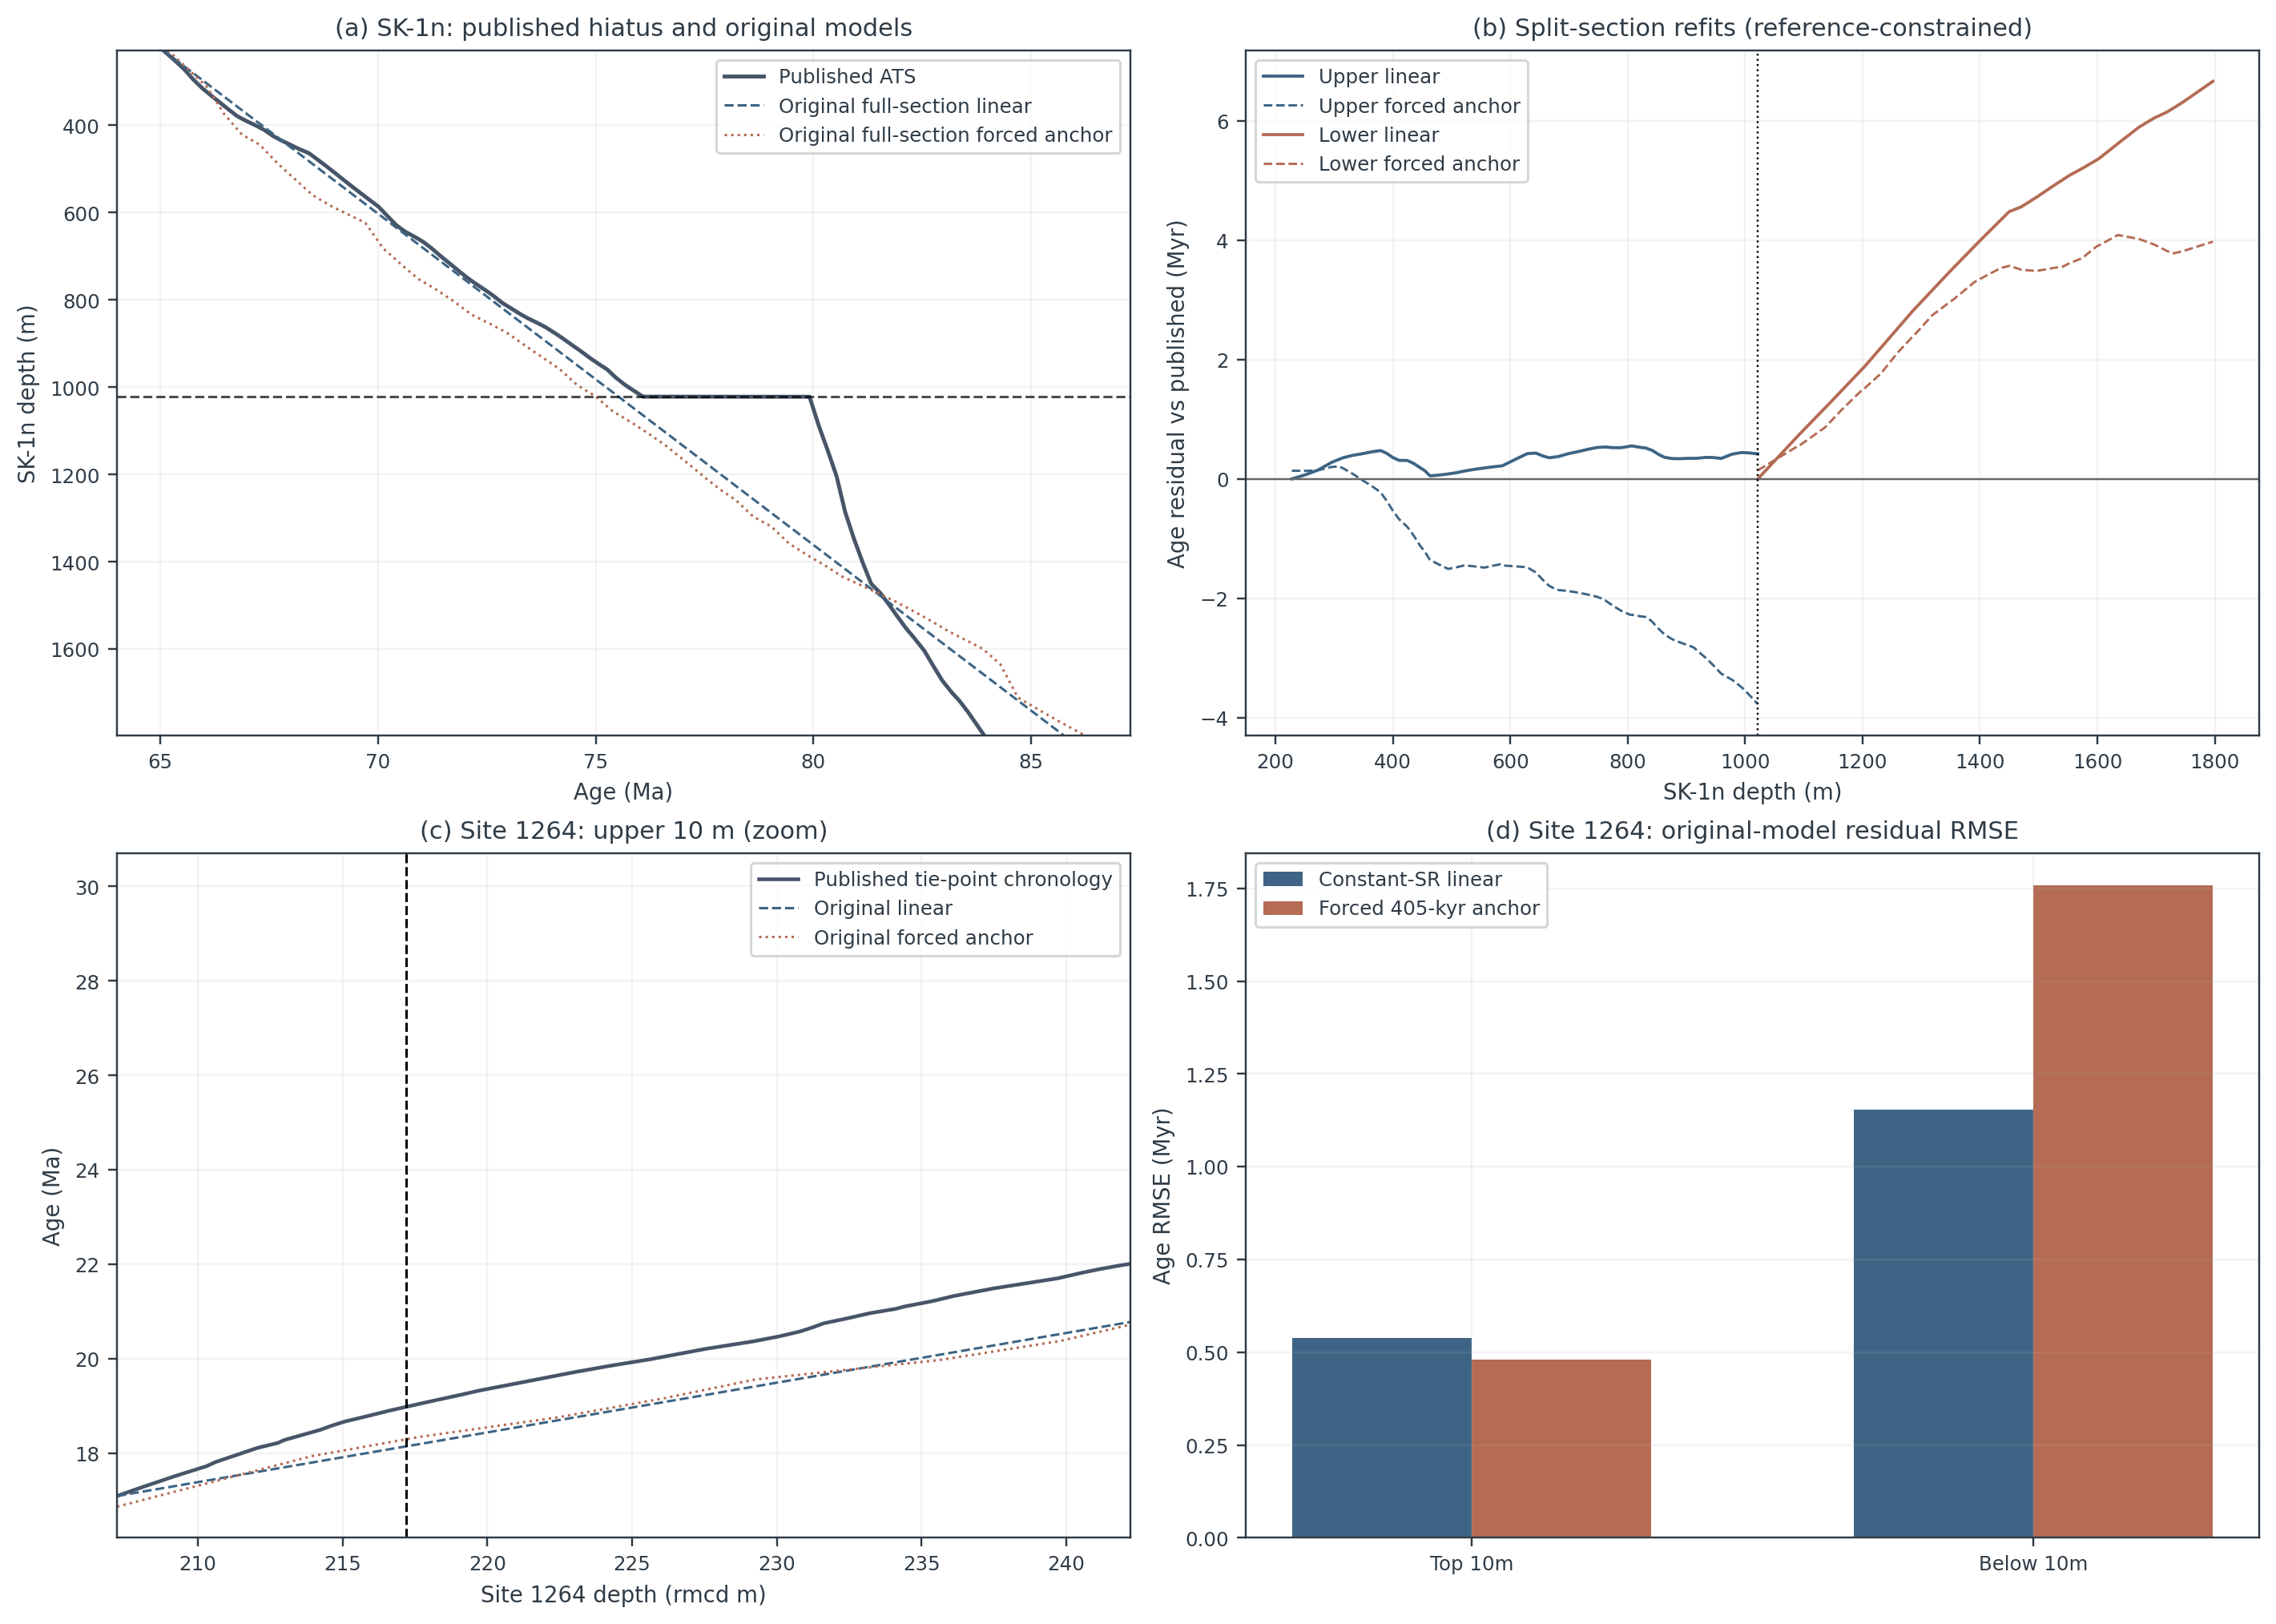 (a) SK-1n: published hiatus and original models
Published ATS
Original full-section linear
Original full-section forced anchor
400
600
800
1000
1200
1400
1600
SK-1n depth (m)
65
70
75
80
85
Age (Ma)
(b) Split-section refits (reference-constrained)
Upper linear
Upper forced anchor
Lower linear
Lower forced anchor
6
4
2
0
−2
−4
Age residual vs published (Myr)
200
400
600
800
1000
1200
1400
1600
1800
SK-1n depth (m)
(c) Site 1264: upper 10 m (zoom)
Published tie-point chronology
Original linear
Original forced anchor
30
28
26
24
22
20
18
Age (Ma)
210
215
220
225
230
235
240
Site 1264 depth (rmcd m)
(d) Site 1264: original-model residual RMSE
Constant-SR linear
Forced 405-kyr anchor
1.75
1.50
1.25
1.00
0.75
0.50
0.25
0.00
Age RMSE (Myr)
Top 10m
Below 10m